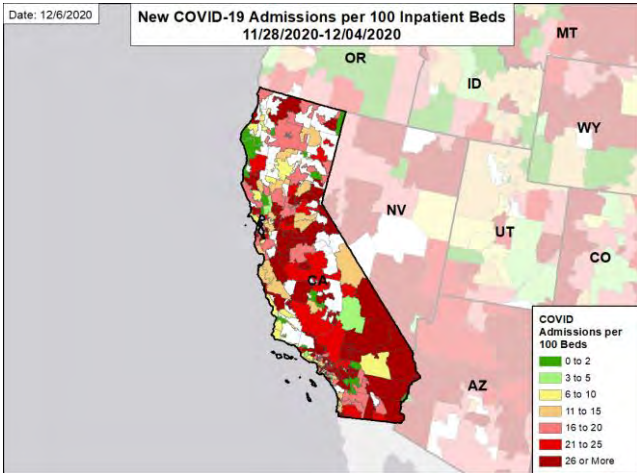 Date: 12/6/2020
New COVID-19 Admissions per 100 Inpatient Beds
11/28/2020-12/04/2020
MT
OR
ID
WY
NV
UT
CO
CA
AZ
COVID
Admissions per
100 Beds
0 to 2
3 to 5
6 to 10
11 to 15
16 to 20
21 to 25
26 or More